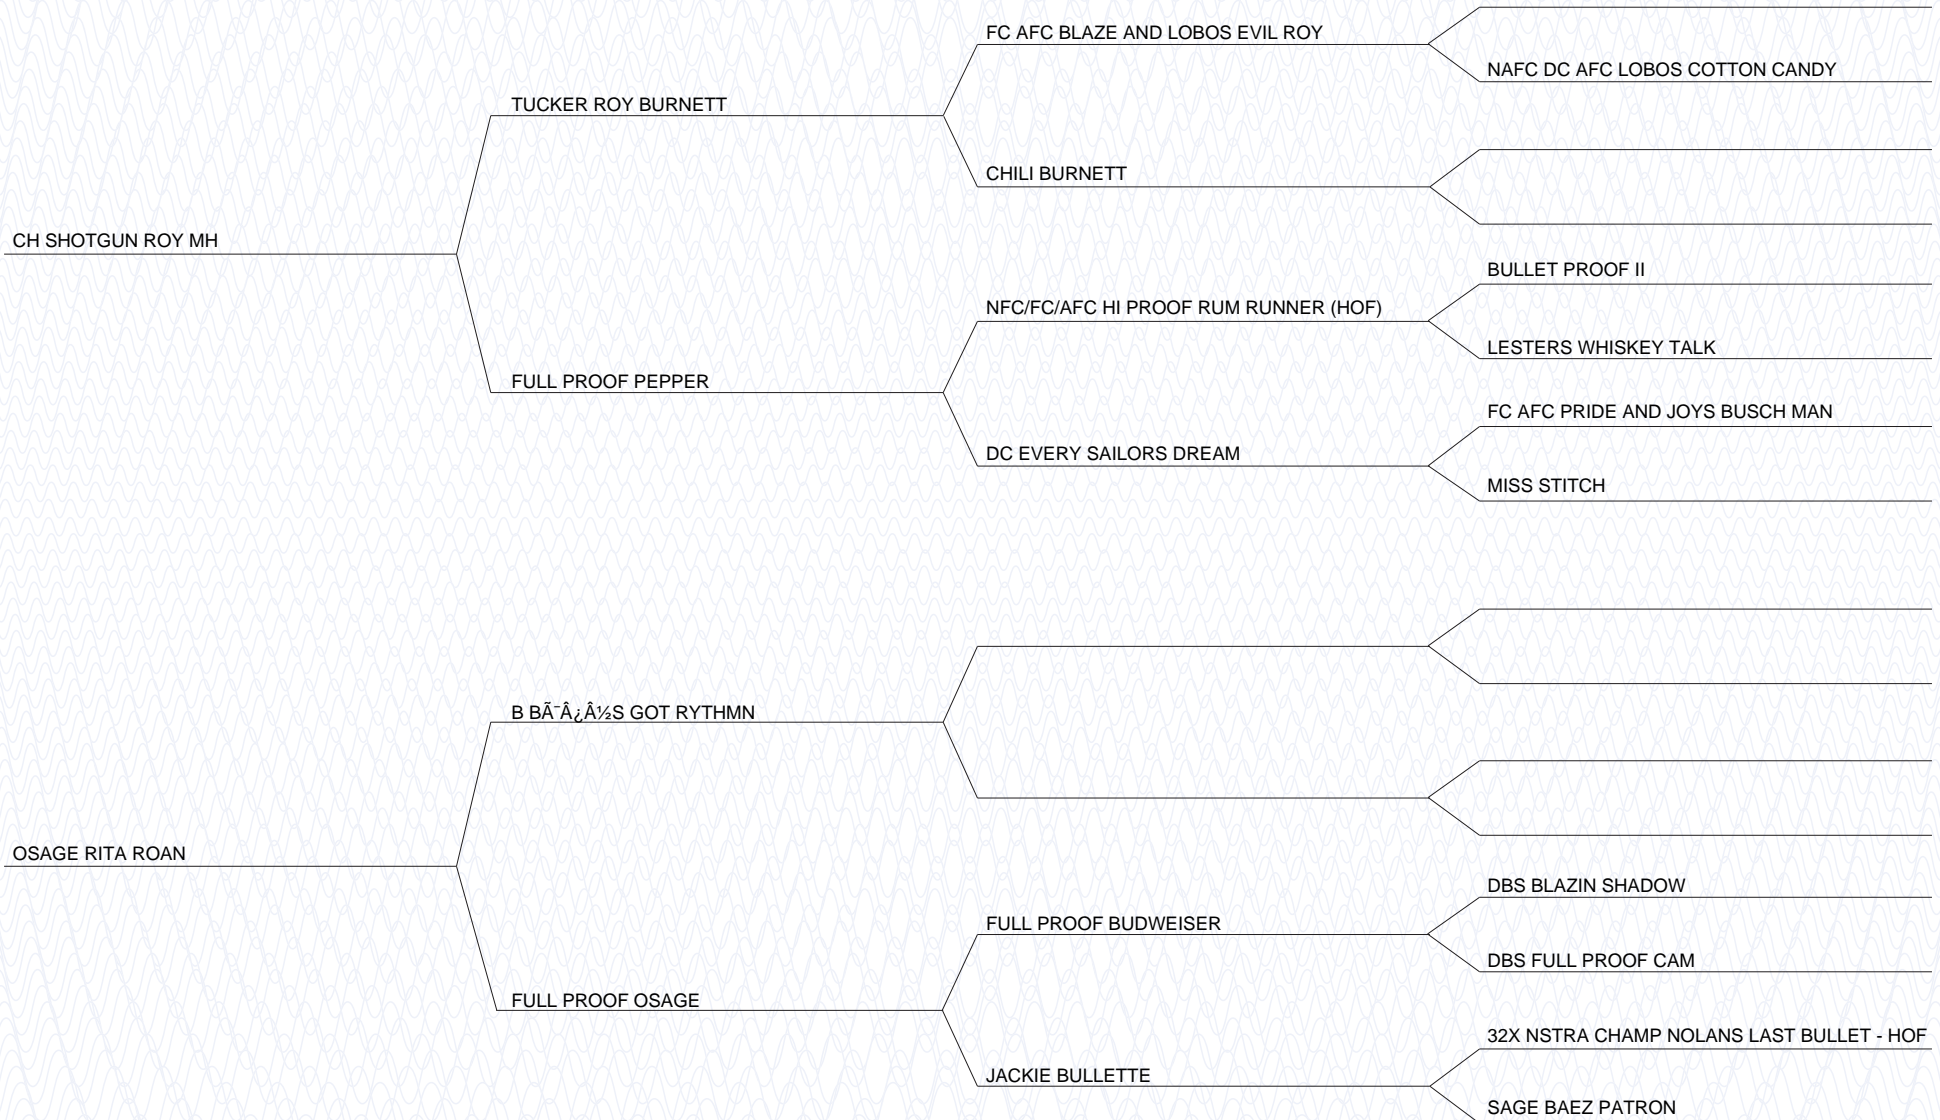 FC AFC BLAZE AND LOBOS EVIL ROY
NAFC DC AFC LOBOS COTTON CANDY
TUCKER ROY BURNETT
CHILI BURNETT
CH SHOTGUN ROY MH
BULLET PROOF II
NFC/FC/AFC HI PROOF RUM RUNNER (HOF)
LESTERS WHISKEY TALK
FULL PROOF PEPPER
FC AFC PRIDE AND JOYS BUSCH MAN
DC EVERY SAILORS DREAM
MISS STITCH
B BÃ¯Â¿Â½S GOT RYTHMN
OSAGE RITA ROAN
DBS BLAZIN SHADOW
FULL PROOF BUDWEISER
DBS FULL PROOF CAM
FULL PROOF OSAGE
32X NSTRA CHAMP NOLANS LAST BULLET - HOF
JACKIE BULLETTE
SAGE BAEZ PATRON